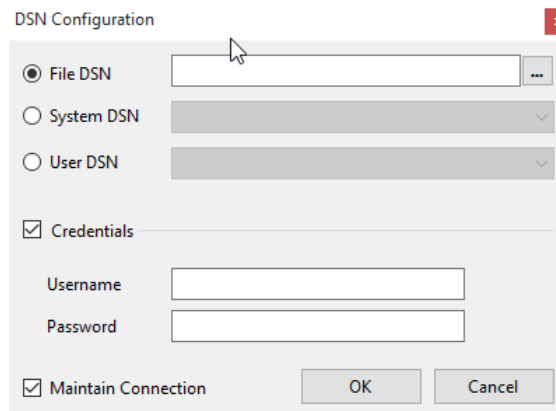 DSN Configuration
File DSN
...
System DSN
User DSN
Credentials
Username
Password
Maintain Connection OK Cancel